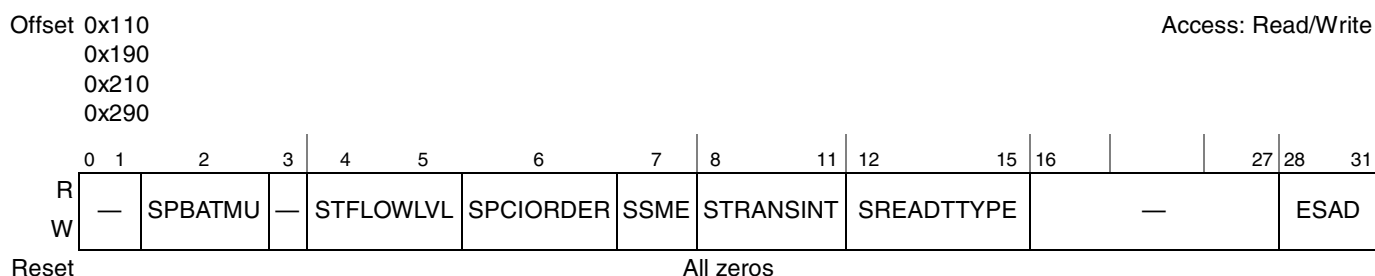 Offset 0x110 Access: Read/Write
0x190
0x210
0x290
0 1 2 3 4 5 6 7 8 11 12 15 16 27 28 31
R
— SPBATMU — STFLOWLVL SPCIORDER SSME STRANSINT SREADTTYPE — ESAD
W
Reset All zeros